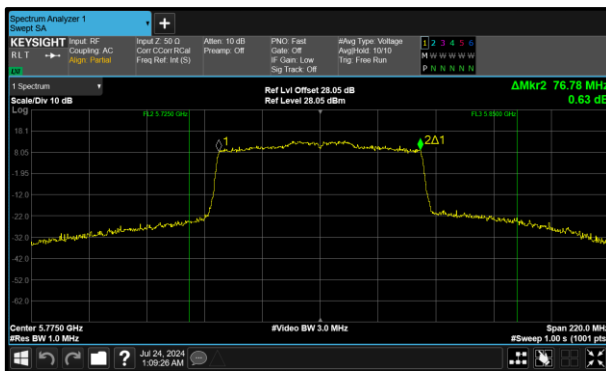 Spectrum Analyzer 1
Swept SA
KEYSIGHT Input: RF Input Z: 50 Ω Atten: 10 dB PNO: Fast #Avg Type: Voltage 1 2 3 4 5 6
RLT Coupling: AC Corr CCorr RCal Preamp: Off Gate: Off Avg|Hold: 10/10 M W W W W W
Align: Partial Freq Ref: Int (S) IF Gain: Low Trig: Free Run
Sig Track: Off P N N N N N
1 Spectrum Ref Lvl Offset 28.05 dB ΔMkr2 76.78 MHz
Scale/Div 10 dB Ref Level 28.05 dBm 0.63 dB
Log FL2 5.7250 GHz FL3 5.8500 GHz
18.1
1 2Δ1
8.05
-1.95
-12.0
-22.0
-32.0
-42.0
-52.0
-62.0
Center 5.7750 GHz #Video BW 3.0 MHz Span 220.0 MHz
#Res BW 1.0 MHz #Sweep 1.00 s (1001 pts)
? Jul 24, 2024
1:09:26 AM